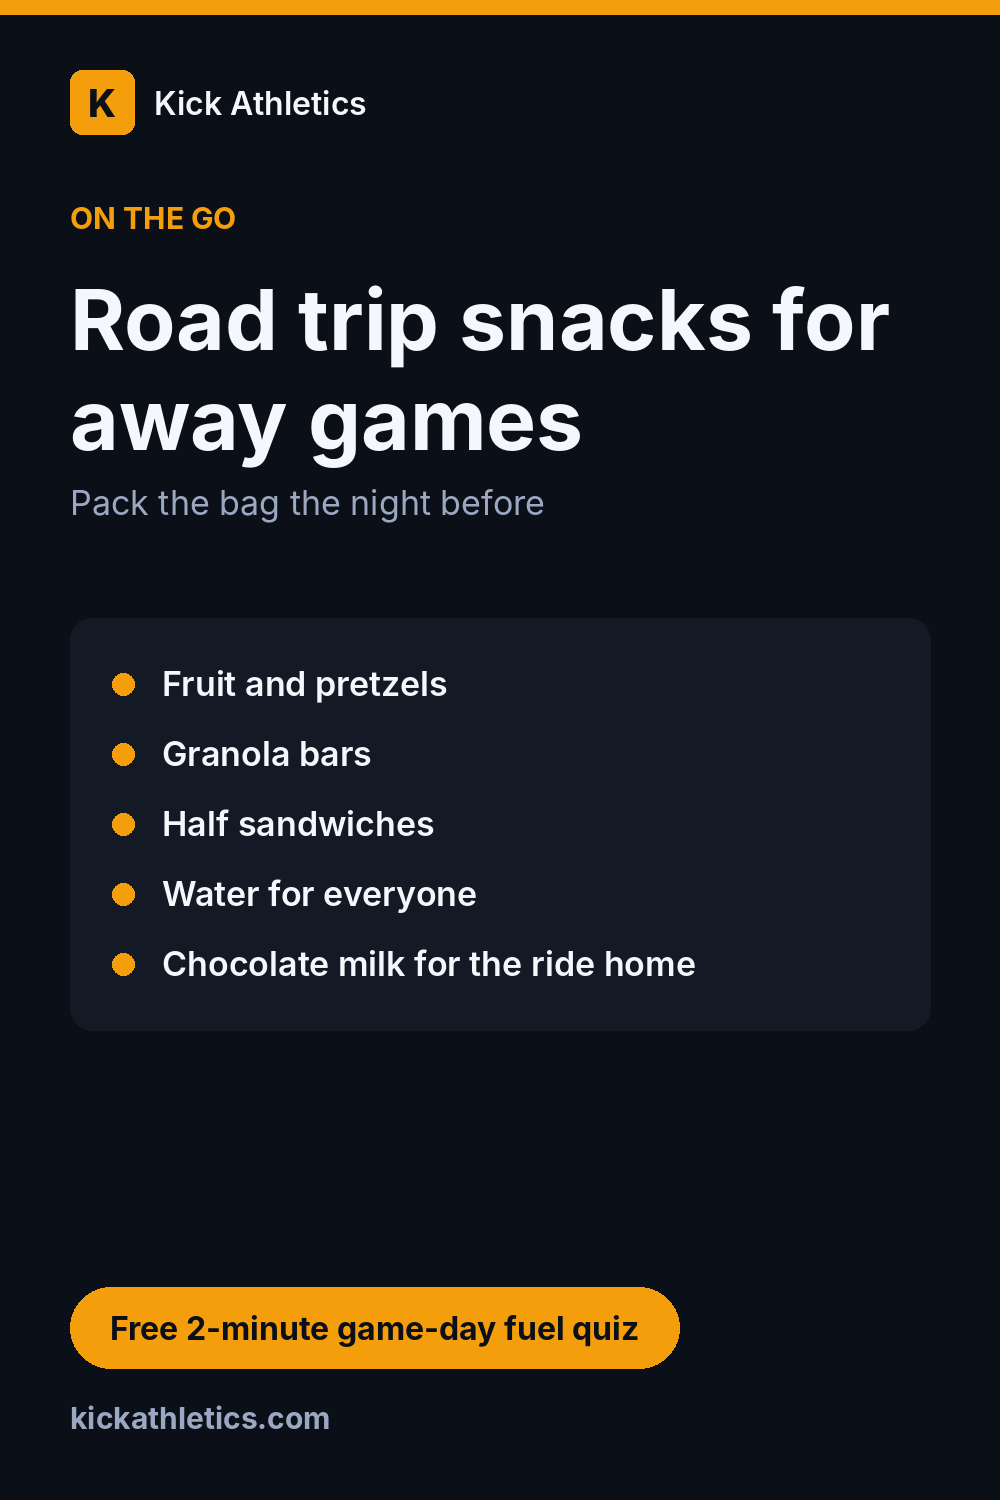 K
Kick Athletics
ON THE GO
Road trip snacks for
away games
Pack the bag the night before
Fruit and pretzels
Granola bars
Half sandwiches
Water for everyone
Chocolate milk for the ride home
Free 2-minute game-day fuel quiz
kickathletics.com